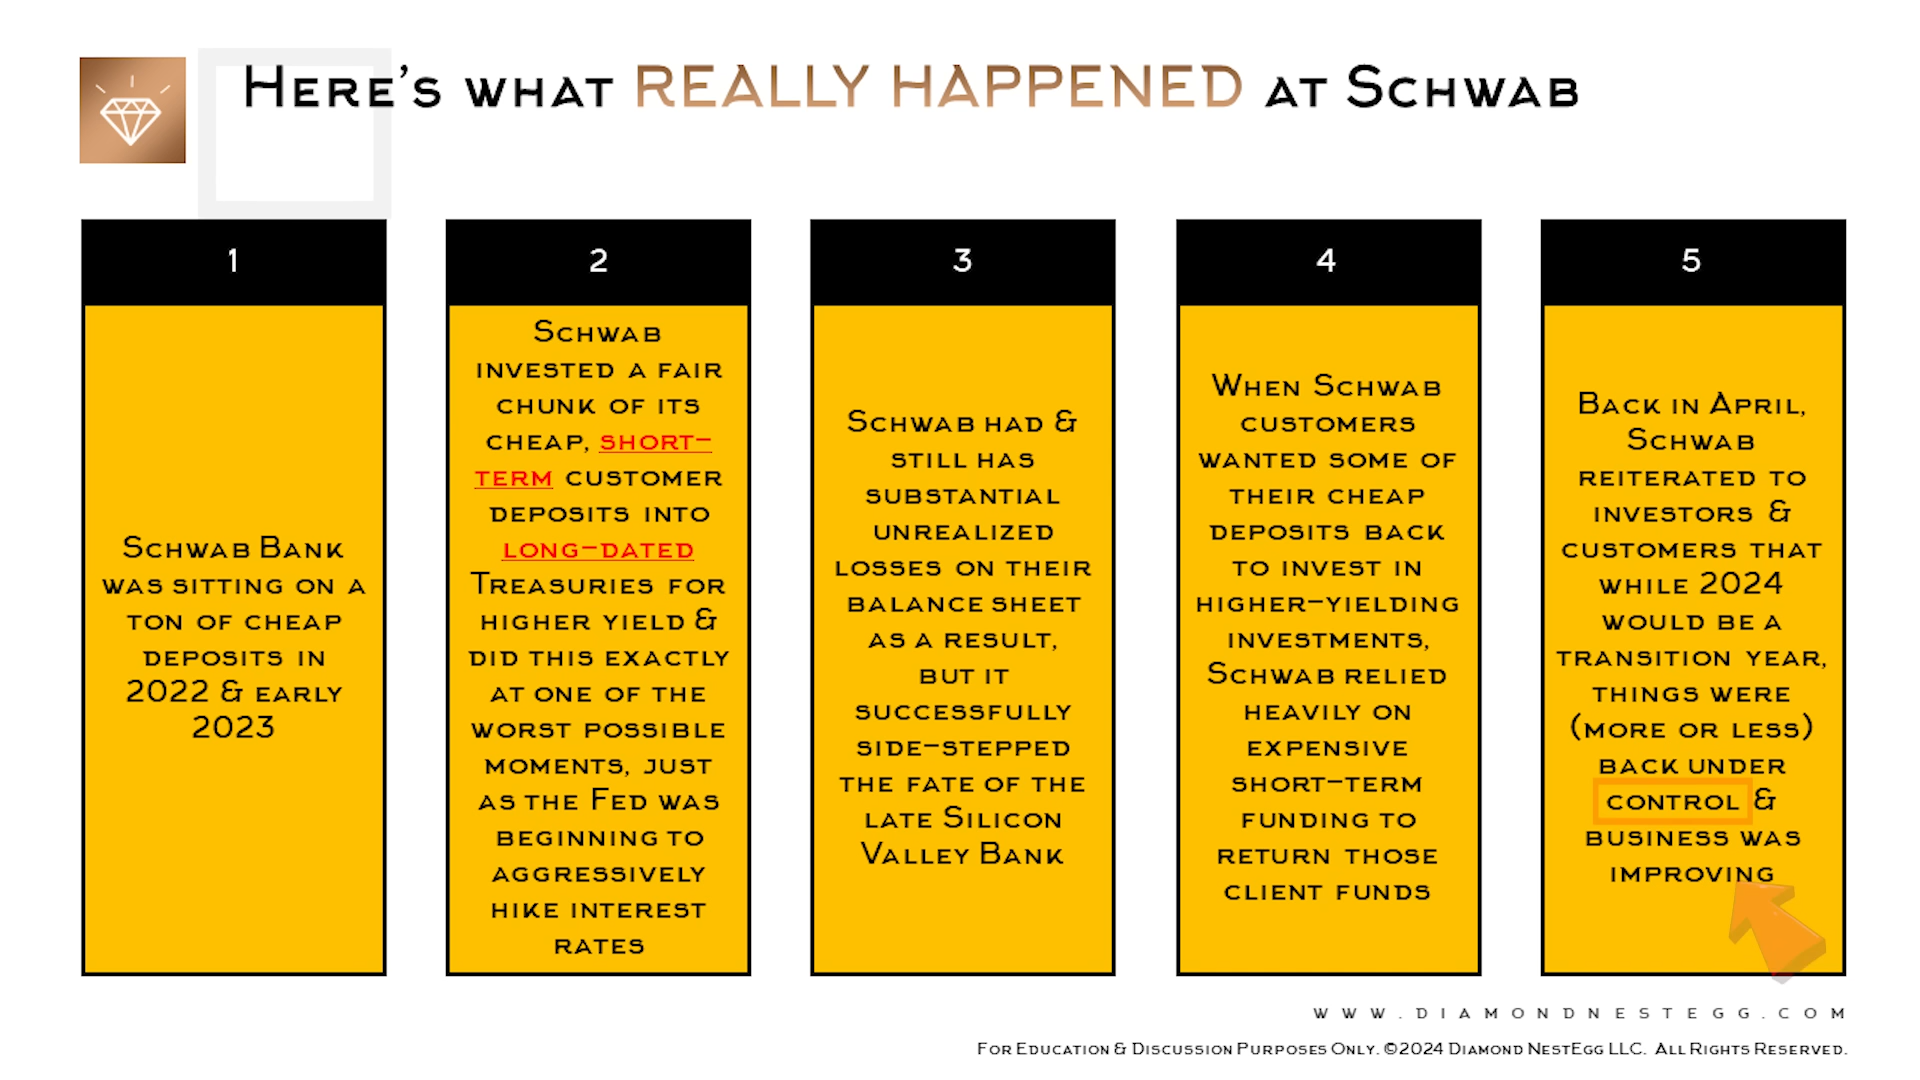 Here's what REALLY HAPPENED at Schwab
1
Schwab Bank
was sitting on a
ton of cheap
deposits in
2022 & early
2023
2
Schwab
invested a fair
chunk of its
cheap, short-
term customer
deposits into
long-dated
Treasuries for
higher yield &
did this exactly
at one of the
worst possible
moments, just
as the Fed was
beginning to
aggressively
hike interest
rates
3
Schwab had &
still has
substantial
unrealized
losses on their
balance sheet
as a result,
but it
successfully
side-stepped
the fate of the
late Silicon
Valley Bank
4
When Schwab
customers
wanted some of
their cheap
deposits back
to invest in
higher-yielding
investments,
Schwab relied
heavily on
expensive
short-term
funding to
return those
client funds
5
Back in April,
Schwab
reiterated to
investors &
customers that
while 2024
would be a
transition year,
things were
(more or less)
back under
control &
business was
improving
www.diamondnestegg.com
For Education & Discussion Purposes Only. ©2024 Diamond NestEgg LLC. All Rights Reserved.